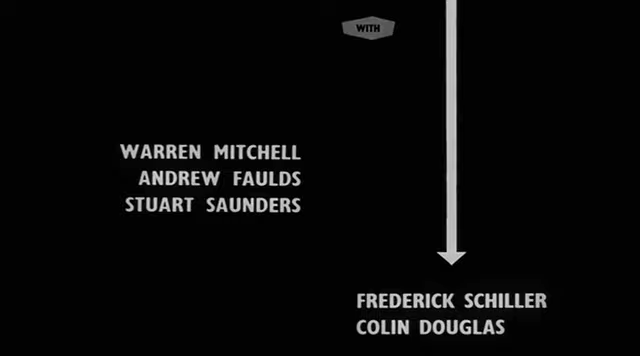 WITH
WARREN MITCHELL
ANDREW FAULDS
STUART SAUNDERS
FREDERICK SCHILLER
COLIN DOUGLAS